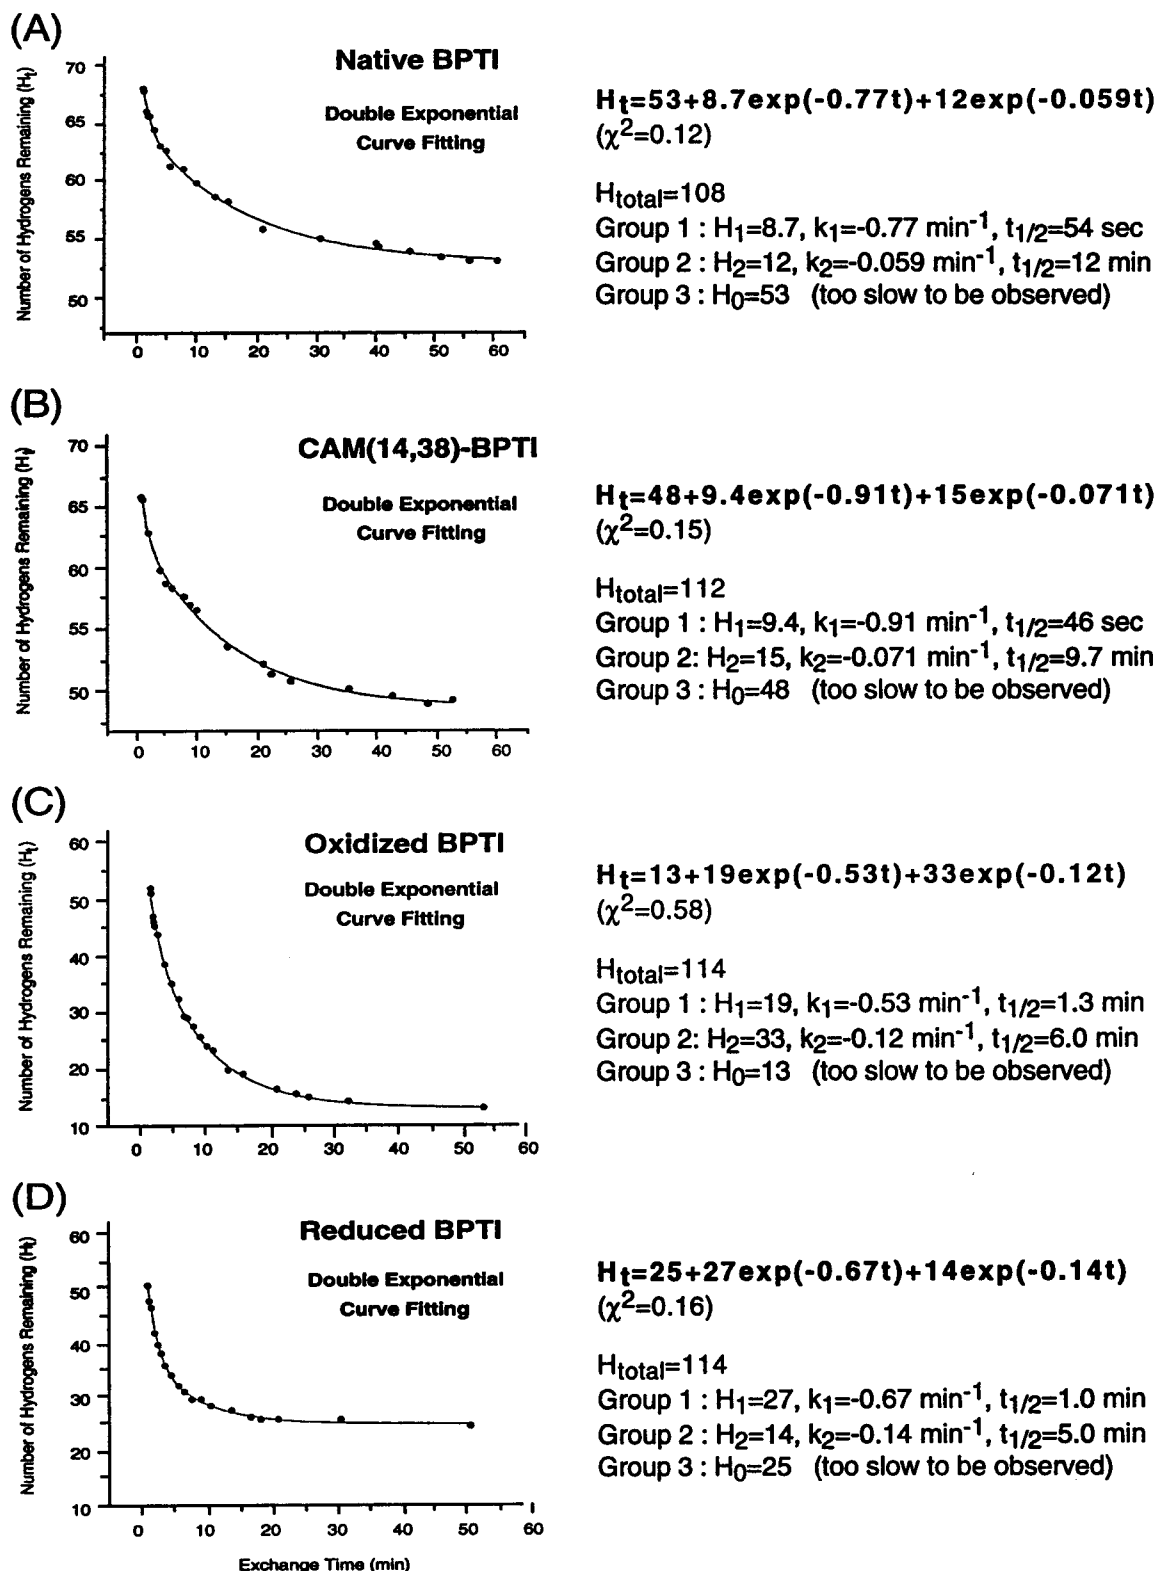 (A)
Native BPTI
Double Exponential
Curve Fitting
Number of Hydrogens Remaining (Ht)
70
65
60
55
50
0 10 20 30 40 50 60
Ht=53+8.7exp(-0.77t)+12exp(-0.059t)
(χ2=0.12)
Htotal=108
Group 1 : H1=8.7, k1=-0.77 min-1, t1/2=54 sec
Group 2 : H2=12, k2=-0.059 min-1, t1/2=12 min
Group 3 : H0=53 (too slow to be observed)
(B)
CAM(14,38)-BPTI
Double Exponential
Curve Fitting
Number of Hydrogens Remaining (Ht)
70
65
60
55
50
0 10 20 30 40 50 60
Ht=48+9.4exp(-0.91t)+15exp(-0.071t)
(χ2=0.15)
Htotal=112
Group 1 : H1=9.4, k1=-0.91 min-1, t1/2=46 sec
Group 2: H2=15, k2=-0.071 min-1, t1/2=9.7 min
Group 3 : H0=48 (too slow to be observed)
(C)
Oxidized BPTI
Double Exponential
Curve Fitting
Number of Hydrogens Remaining (Ht)
60
50
40
30
20
10
0 10 20 30 40 50 60
Ht=13+19exp(-0.53t)+33exp(-0.12t)
(χ2=0.58)
Htotal=114
Group 1 : H1=19, k1=-0.53 min-1, t1/2=1.3 min
Group 2: H2=33, k2=-0.12 min-1, t1/2=6.0 min
Group 3 : H0=13 (too slow to be observed)
(D)
Reduced BPTI
Double Exponential
Curve Fitting
Number of Hydrogens Remaining (Ht)
60
50
40
30
20
10
0 10 20 30 40 50 60
Exchange Time (min)
Ht=25+27exp(-0.67t)+14exp(-0.14t)
(χ2=0.16)
Htotal=114
Group 1 : H1=27, k1=-0.67 min-1, t1/2=1.0 min
Group 2 : H2=14, k2=-0.14 min-1, t1/2=5.0 min
Group 3 : H0=25 (too slow to be observed)